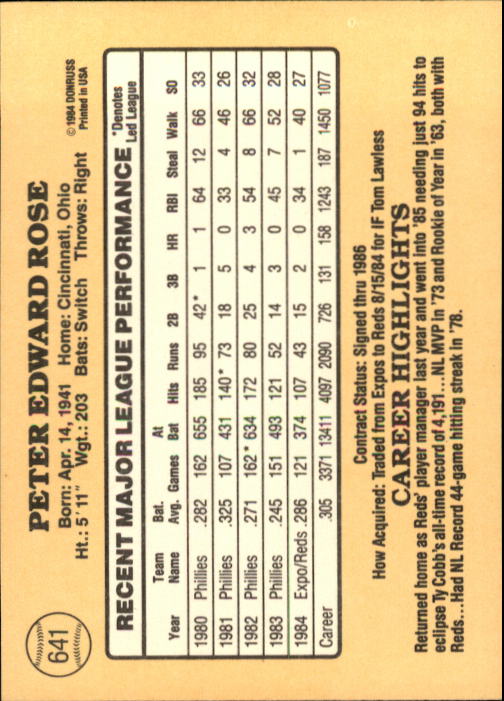 641
PETER EDWARD ROSE
Born: Apr. 14, 1941 Home: Cincinnati, Ohio
Ht.: 5'11" Wgt.: 203 Bats: Switch Throws: Right
© 1984 DONRUSS
Printed in USA
RECENT MAJOR LEAGUE PERFORMANCE
*Denotes
Led League
Year Team Name Bat. Avg. Games At Bat Hits Runs 2B 3B HR RBI Steal Walk SO
1980 Phillies .282 162 655 185 95 42* 1 1 64 12 66 33
1981 Phillies .325 107 431 140* 73 18 5 0 33 4 46 26
1982 Phillies .271 162* 634 172 80 25 4 3 54 8 66 32
1983 Phillies .245 151 493 121 52 14 3 0 45 7 52 28
1984 Expo/Reds .286 121 374 107 43 15 2 0 34 1 40 27
Career .305 3371 13411 4097 2090 726 131 158 1243 187 1450 1077
Contract Status: Signed thru 1986
How Acquired: Traded from Expos to Reds 8/15/84 for IF Tom Lawless
CAREER HIGHLIGHTS
Returned home as Reds' player manager last year and went into '85 needing just 94 hits to
eclipse Ty Cobb's all-time record of 4,191...NL MVP in '73 and Rookie of Year in '63, both with
Reds...Had NL Record 44-game hitting streak in '78.